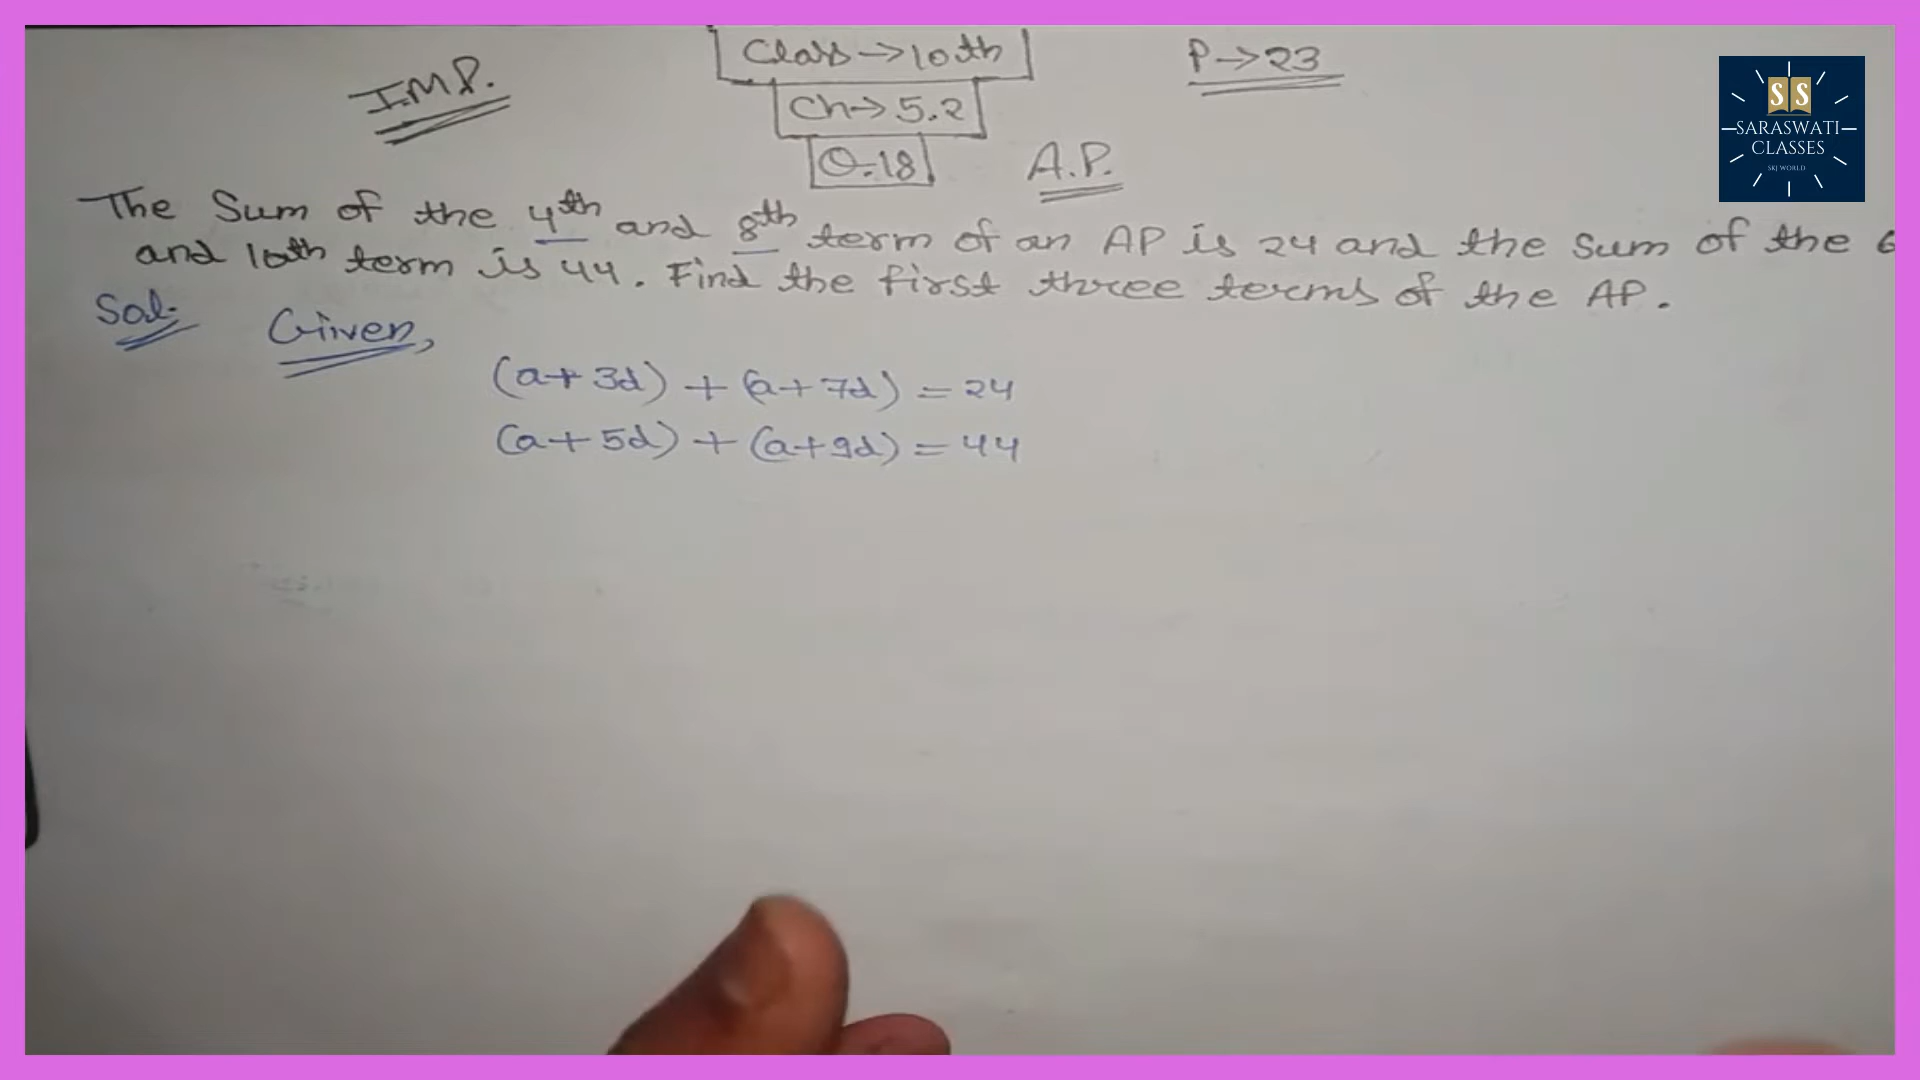 I.M.P.
Class→10th
P→23
Ch→5.2
Q.18
A.P.
S S
SARASWATI
CLASSES
SKJ WORLD
The Sum of the 4th and 8th term of an AP is 24 and the sum of the 6
and 10th term is 44. Find the first three terms of the AP.
Sol.
Given,
(a+3d) + (a+7d) = 24
(a+5d) + (a+9d) = 44